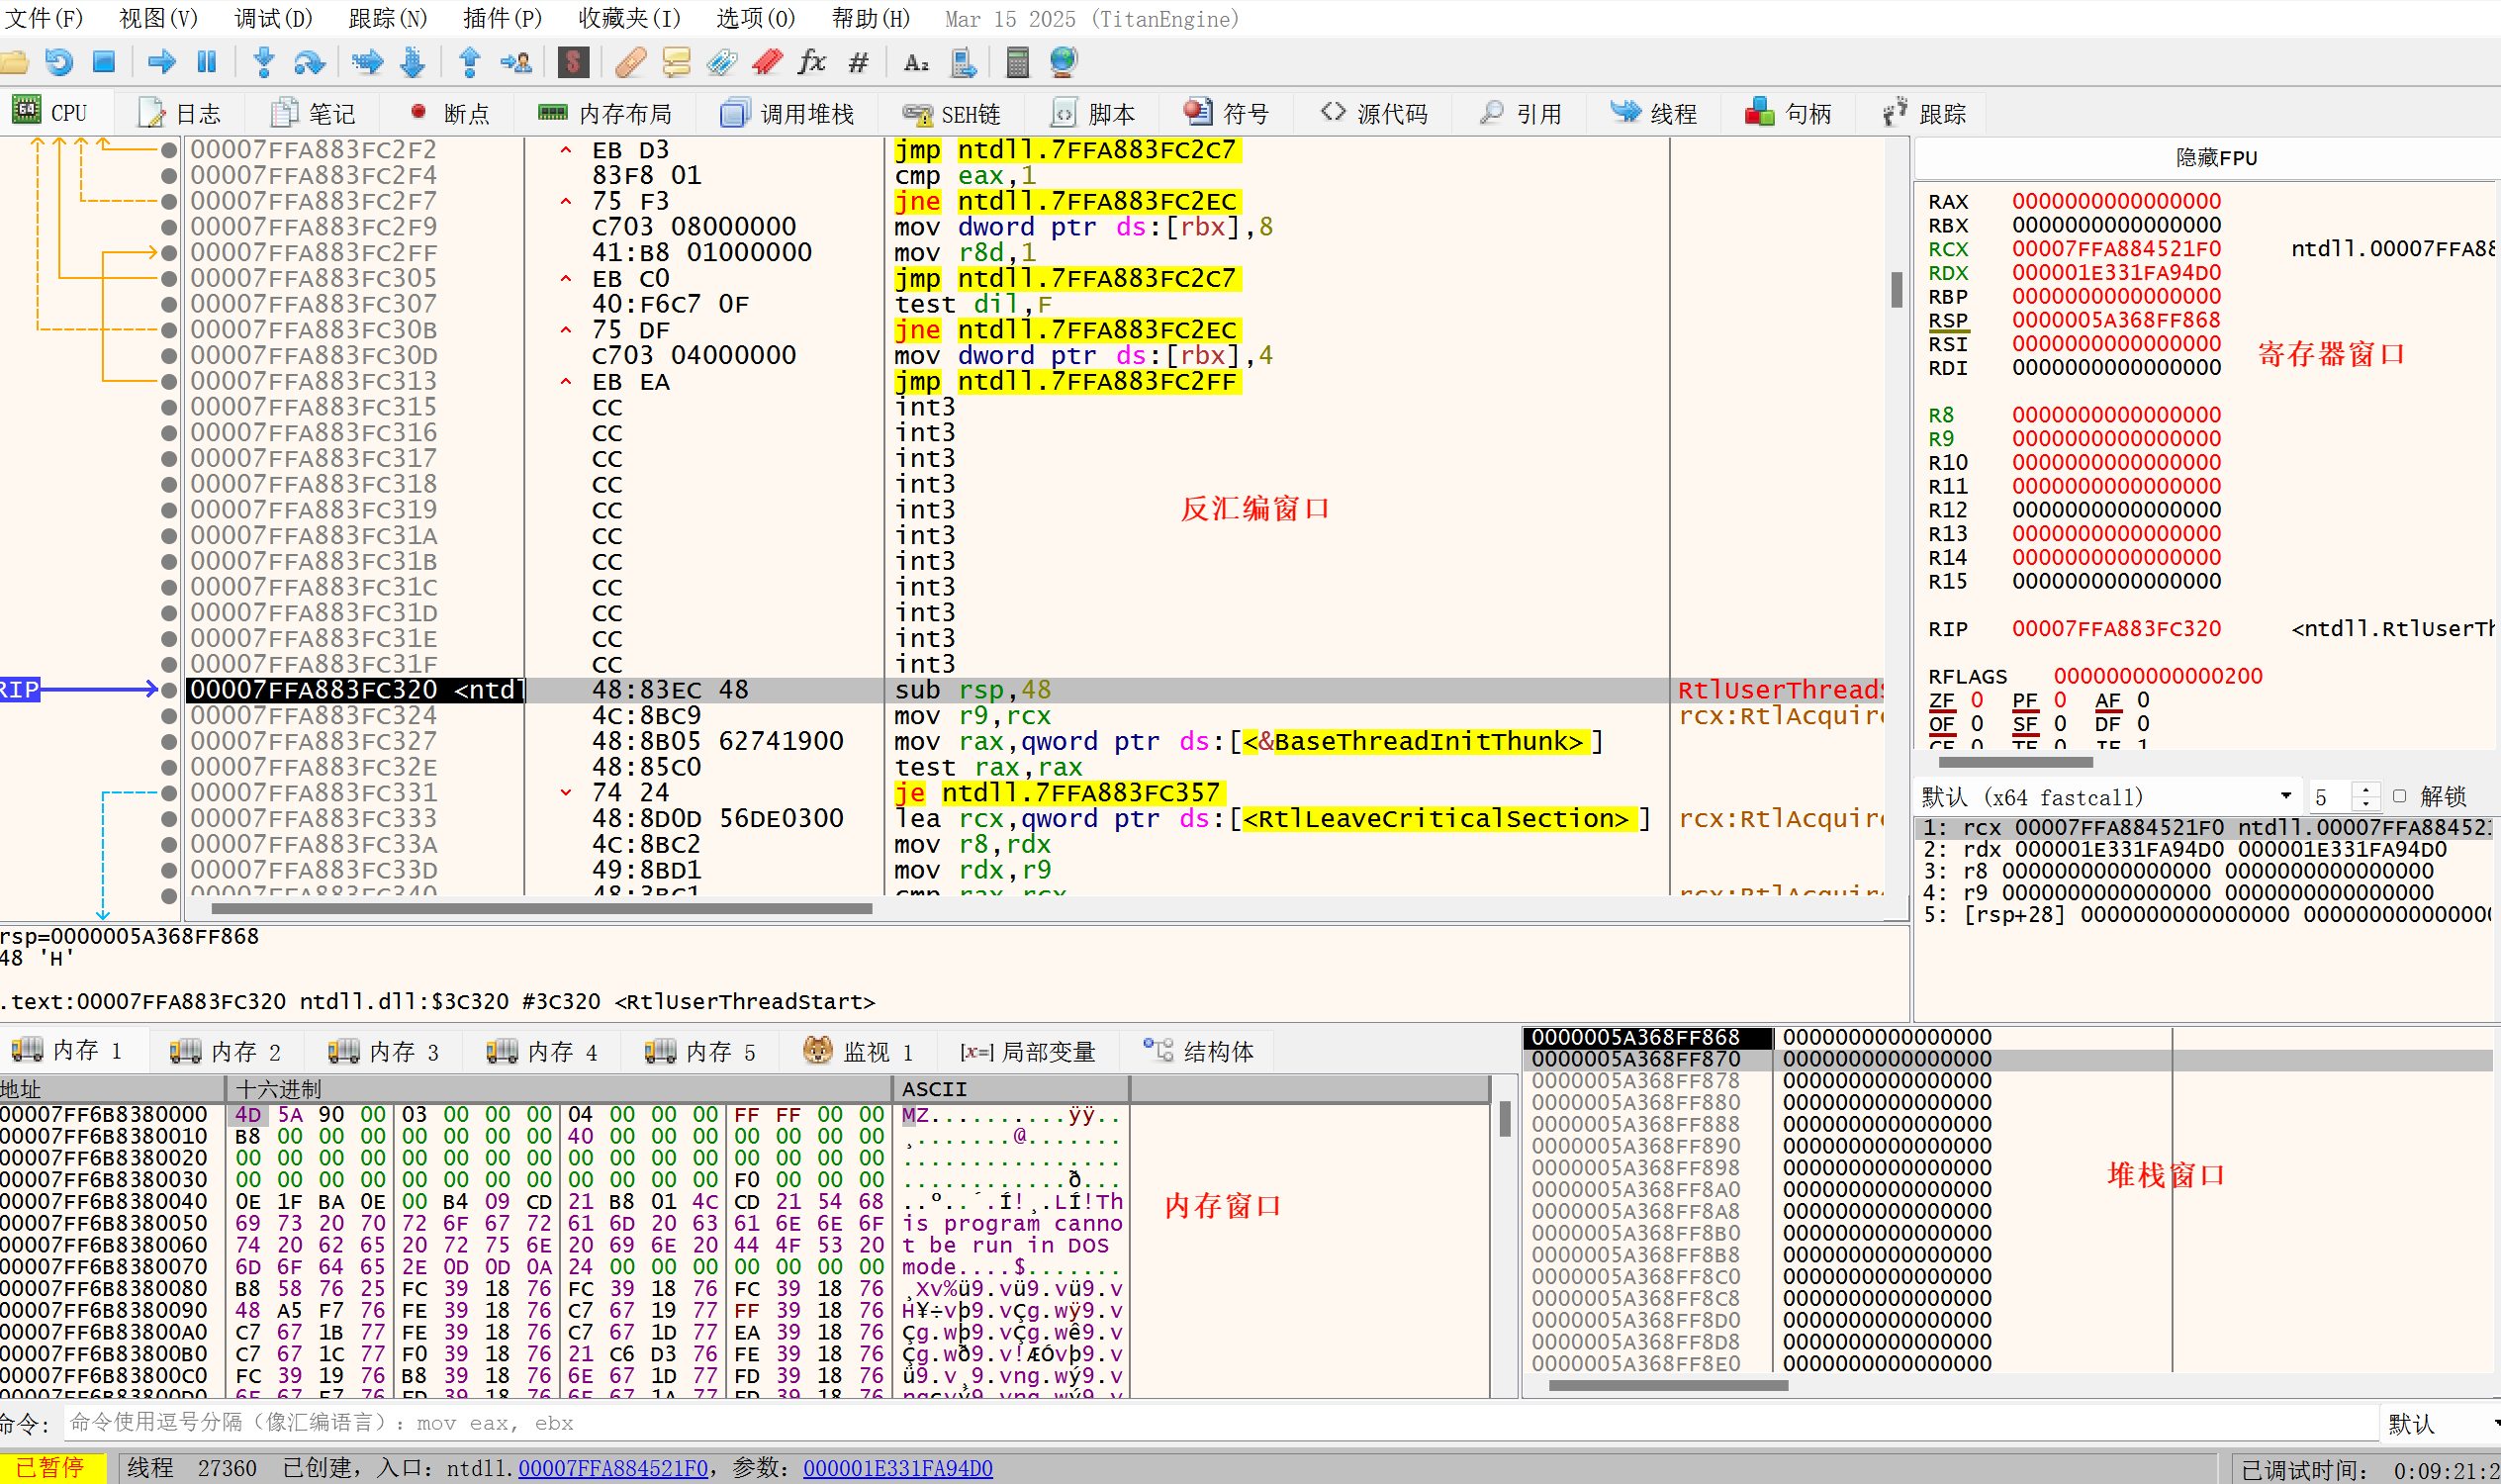 文件(F) 视图(V) 调试(D) 跟踪(N) 插件(P) 收藏夹(I) 选项(O) 帮助(H) Mar 15 2025 (TitanEngine)
CPU 日志 笔记 断点 内存布局 调用堆栈 SEH链 脚本 符号 源代码 引用 线程 句柄 跟踪
00007FFA883FC2F2 EB D3 jmp ntdll.7FFA883FC2C7
00007FFA883FC2F4 83F8 01 cmp eax,1
00007FFA883FC2F7 75 F3 jne ntdll.7FFA883FC2EC
00007FFA883FC2F9 C703 08000000 mov dword ptr ds:[rbx],8
00007FFA883FC2FF 41:B8 01000000 mov r8d,1
00007FFA883FC305 EB C0 jmp ntdll.7FFA883FC2C7
00007FFA883FC307 40:F6C7 0F test dil,F
00007FFA883FC30B 75 DF jne ntdll.7FFA883FC2EC
00007FFA883FC30D C703 04000000 mov dword ptr ds:[rbx],4
00007FFA883FC313 EB EA jmp ntdll.7FFA883FC2FF
00007FFA883FC315 CC int3
00007FFA883FC316 CC int3
00007FFA883FC317 CC int3
00007FFA883FC318 CC int3
00007FFA883FC319 CC int3
00007FFA883FC31A CC int3
00007FFA883FC31B CC int3
00007FFA883FC31C CC int3
00007FFA883FC31D CC int3
00007FFA883FC31E CC int3
00007FFA883FC31F CC int3
反汇编窗口
RIP 00007FFA883FC320 <ntdl 48:83EC 48 sub rsp,48 RtlUserThreadS
00007FFA883FC324 4C:8BC9 mov r9,rcx rcx:RtlAcquire
00007FFA883FC327 48:8B05 62741900 mov rax,qword ptr ds:[<&BaseThreadInitThunk>]
00007FFA883FC32E 48:85C0 test rax,rax
00007FFA883FC331 74 24 je ntdll.7FFA883FC357
00007FFA883FC333 48:8D0D 56DE0300 lea rcx,qword ptr ds:[<RtlLeaveCriticalSection>] rcx:RtlAcquire
00007FFA883FC33A 4C:8BC2 mov r8,rdx
00007FFA883FC33D 49:8BD1 mov rdx,r9
00007FFA883FC340 48:3BC1 cmp rax,rcx rcx:RtlAcquire
隐藏FPU
RAX 0000000000000000
RBX 0000000000000000
RCX 00007FFA884521F0 ntdll.00007FFA88
RDX 000001E331FA94D0
RBP 0000000000000000
RSP 0000005A368FF868
RSI 0000000000000000
RDI 0000000000000000
寄存器窗口
R8 0000000000000000
R9 0000000000000000
R10 0000000000000000
R11 0000000000000000
R12 0000000000000000
R13 0000000000000000
R14 0000000000000000
R15 0000000000000000
RIP 00007FFA883FC320 <ntdll.RtlUserTh
RFLAGS 0000000000000200
ZF 0 PF 0 AF 0
OF 0 SF 0 DF 0
CF 0 TF 0 IF 1
默认 (x64 fastcall) 5 解锁
1: rcx 00007FFA884521F0 ntdll.00007FFA884521
2: rdx 000001E331FA94D0 000001E331FA94D0
3: r8 0000000000000000 0000000000000000
4: r9 0000000000000000 0000000000000000
5: [rsp+28] 0000000000000000 0000000000000000
rsp=0000005A368FF868
48 'H'
.text:00007FFA883FC320 ntdll.dll:$3C320 #3C320 <RtlUserThreadStart>
内存 1 内存 2 内存 3 内存 4 内存 5 监视 1 [x=] 局部变量 结构体
地址 十六进制 ASCII
00007FF6B8380000 4D 5A 90 00 03 00 00 00 04 00 00 00 FF FF 00 00 MZ..........ÿÿ..
00007FF6B8380010 B8 00 00 00 00 00 00 00 40 00 00 00 00 00 00 00 ¸.......@.......
00007FF6B8380020 00 00 00 00 00 00 00 00 00 00 00 00 00 00 00 00 ................
00007FF6B8380030 00 00 00 00 00 00 00 00 00 00 00 00 F0 00 00 00 ............ð...
00007FF6B8380040 0E 1F BA 0E 00 B4 09 CD 21 B8 01 4C CD 21 54 68 ..º..´.Í!¸.LÍ!Th
00007FF6B8380050 69 73 20 70 72 6F 67 72 61 6D 20 63 61 6E 6E 6F is program canno
00007FF6B8380060 74 20 62 65 20 72 75 6E 20 69 6E 20 44 4F 53 20 t be run in DOS
00007FF6B8380070 6D 6F 64 65 2E 0D 0D 0A 24 00 00 00 00 00 00 00 mode....$.......
00007FF6B8380080 B8 58 76 25 FC 39 18 76 FC 39 18 76 FC 39 18 76 ¸Xv%ü9.vü9.vü9.v
00007FF6B8380090 48 A5 F7 76 FE 39 18 76 C7 67 19 77 FF 39 18 76 H¥÷vþ9.vÇg.wÿ9.v
00007FF6B83800A0 C7 67 1B 77 FE 39 18 76 C7 67 1D 77 EA 39 18 76 Çg.wþ9.vÇg.wê9.v
00007FF6B83800B0 C7 67 1C 77 F0 39 18 76 21 C6 D3 76 FE 39 18 76 Çg.wð9.v!ÆÓvþ9.v
00007FF6B83800C0 FC 39 19 76 B8 39 18 76 6E 67 1D 77 FD 39 18 76 ü9.v¸9.vng.wý9.v
内存窗口
0000005A368FF868 0000000000000000
0000005A368FF870 0000000000000000
0000005A368FF878 0000000000000000
0000005A368FF880 0000000000000000
0000005A368FF888 0000000000000000
0000005A368FF890 0000000000000000
0000005A368FF898 0000000000000000
0000005A368FF8A0 0000000000000000
0000005A368FF8A8 0000000000000000
0000005A368FF8B0 0000000000000000
0000005A368FF8B8 0000000000000000
0000005A368FF8C0 0000000000000000
0000005A368FF8C8 0000000000000000
0000005A368FF8D0 0000000000000000
0000005A368FF8D8 0000000000000000
0000005A368FF8E0 0000000000000000
堆栈窗口
命令: 命令使用逗号分隔（像汇编语言）：mov eax, ebx 默认
已暂停 线程 27360 已创建，入口：ntdll.00007FFA884521F0，参数：000001E331FA94D0 已调试时间： 0:09:21:2